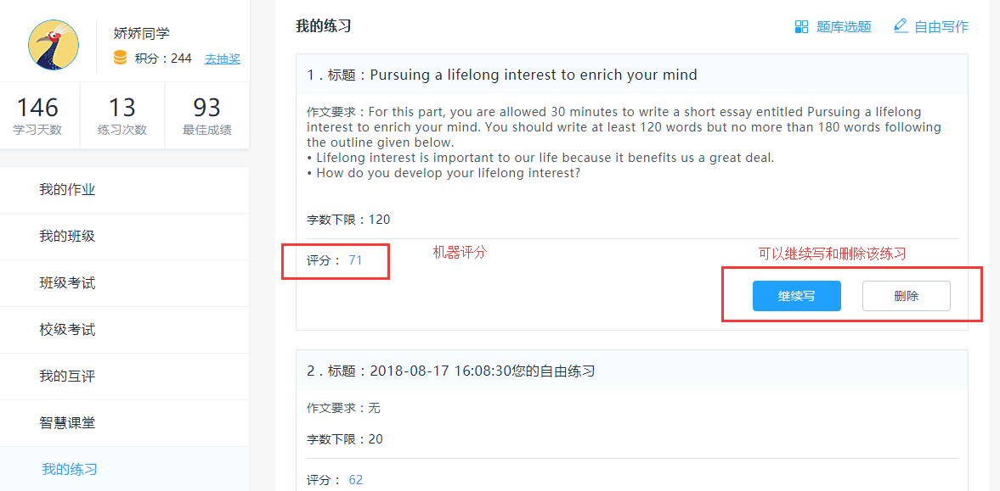 娇娇同学
积分：244 去抽奖
146 13 93
学习天数 练习次数 最佳成绩
我的作业
我的班级
班级考试
校级考试
我的互评
智慧课堂
我的练习
我的练习 题库选题 自由写作
1 . 标题：Pursuing a lifelong interest to enrich your mind
作文要求：For this part, you are allowed 30 minutes to write a short essay entitled Pursuing a lifelong
interest to enrich your mind. You should write at least 120 words but no more than 180 words following
the outline given below.
• Lifelong interest is important to our life because it benefits us a great deal.
• How do you develop your lifelong interest?
字数下限：120
评分： 71 机器评分 可以继续写和删除该练习
继续写 删除
2 . 标题：2018-08-17 16:08:30您的自由练习
作文要求：无
字数下限：20
评分： 62